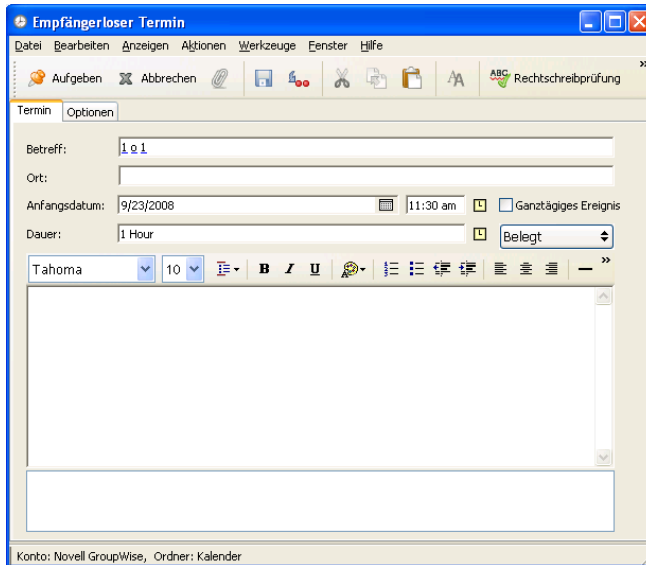 Empfängerloser Termin
Datei Bearbeiten Anzeigen Aktionen Werkzeuge Fenster Hilfe
Aufgeben Abbrechen ABC Rechtschreibprüfung »
Termin Optionen
Betreff: 1 o 1
Ort:
Anfangsdatum: 9/23/2008 11:30 am Ganztägiges Ereignis
Dauer: 1 Hour Belegt
Tahoma 10 B I U »
Konto: Novell GroupWise, Ordner: Kalender